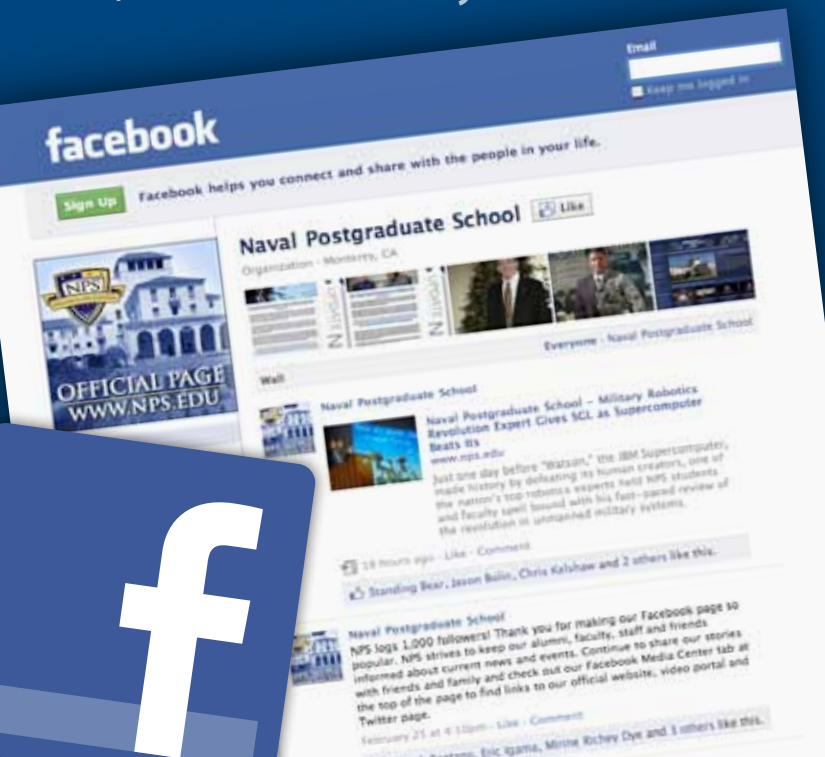 Email
Keep me logged in
facebook
Sign Up Facebook helps you connect and share with the people in your life.
Naval Postgraduate School Like
Organization · Monterey, CA
NPS
OFFICIAL PAGE
WWW.NPS.EDU
Everyone · Naval Postgraduate School
Wall
Naval Postgraduate School
Naval Postgraduate School - Military Robotics
Revolution Expert Gives SGL as Supercomputer
Beats Its
www.nps.edu
Just one day before "Watson," the IBM Supercomputer,
made history by defeating its human creators, one of
the nation's top robotics experts held NPS students
and faculty spell bound with his fast-paced review of
the revolution in unmanned military systems.
18 hours ago · Like · Comment
Standing Bear, Jason Bolin, Chris Kelshaw and 2 others like this.
Naval Postgraduate School
NPS logs 1,000 followers! Thank you for making our Facebook page so
popular. NPS strives to keep our alumni, faculty, staff and friends
informed about current news and events. Continue to share our stories
with friends and family and check out our Facebook Media Center tab at
the top of the page to find links to our official website, video portal and
Twitter page.
February 25 at 4:10pm · Like · Comment
Eric Igama, Mirine Richey Dye and 3 others like this.
f